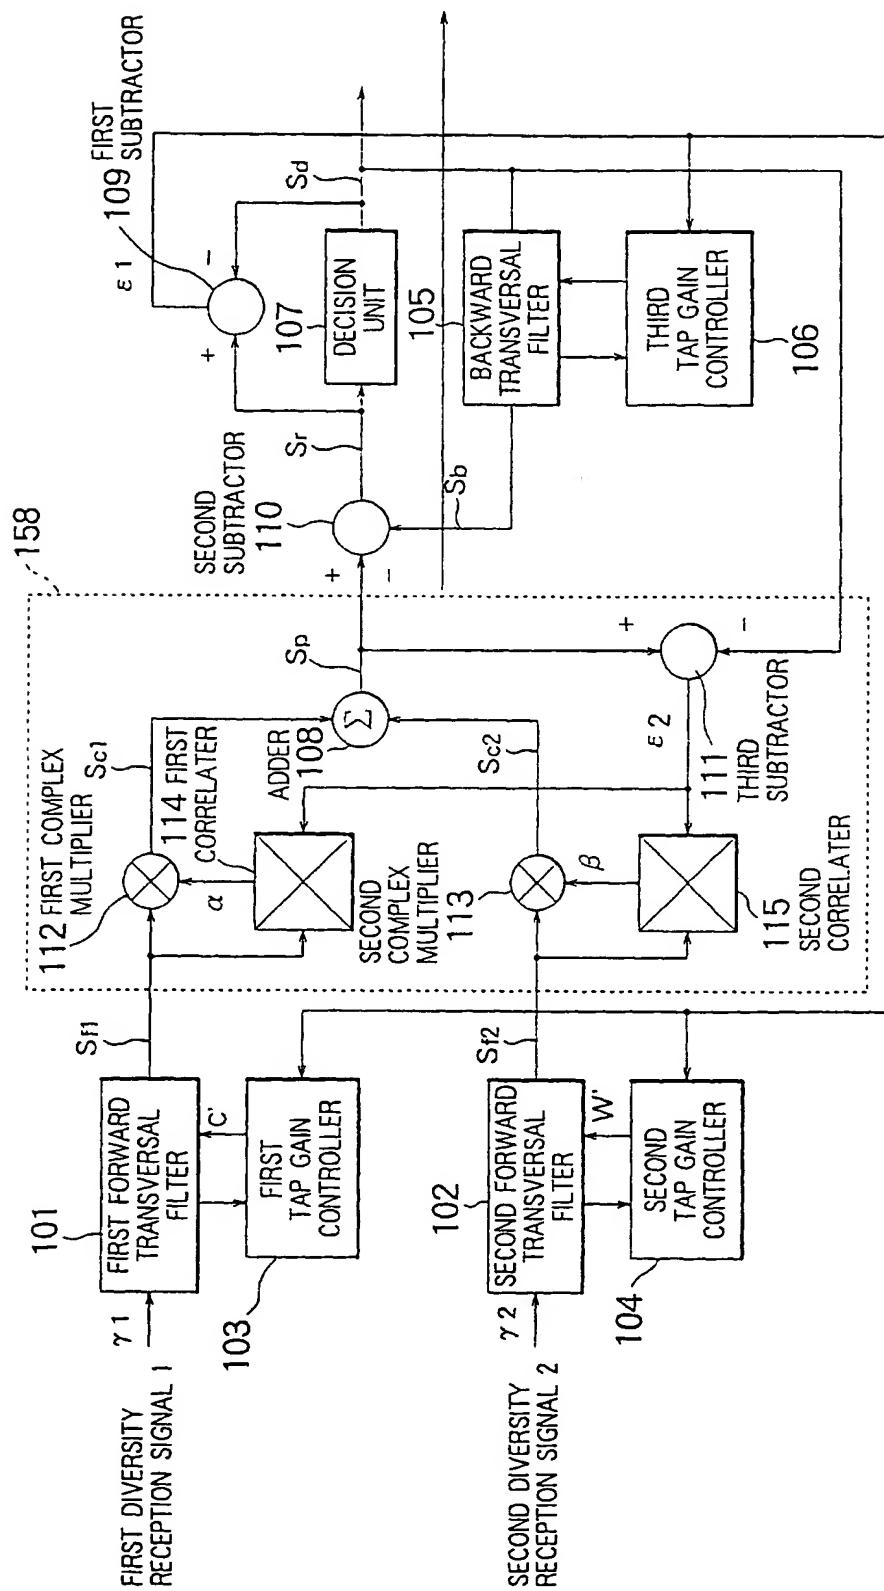 FIRST DIVERSITY
RECEPTION SIGNAL 1
γ1
101
FIRST FORWARD
TRANSVERSAL
FILTER
C'
FIRST
TAP GAIN
CONTROLLER
103
Sf1
SECOND DIVERSITY
RECEPTION SIGNAL 2
γ2
102
SECOND FORWARD
TRANSVERSAL
FILTER
W'
SECOND
TAP GAIN
CONTROLLER
104
Sf2
158
112 FIRST COMPLEX
MULTIPLIER
Sc1
α
114 FIRST
CORRELATER
ADDER
108
Σ
Sp
SECOND
COMPLEX
MULTIPLIER
113
Sc2
β
115
SECOND
CORRELATER
ε2
+
−
111
THIRD
SUBTRACTOR
SECOND
SUBTRACTOR
110
+
−
Sr
Sb
109 FIRST
SUBTRACTOR
ε1
+
−
107
DECISION
UNIT
Sd
105
BACKWARD
TRANSVERSAL
FILTER
THIRD
TAP GAIN
CONTROLLER
106